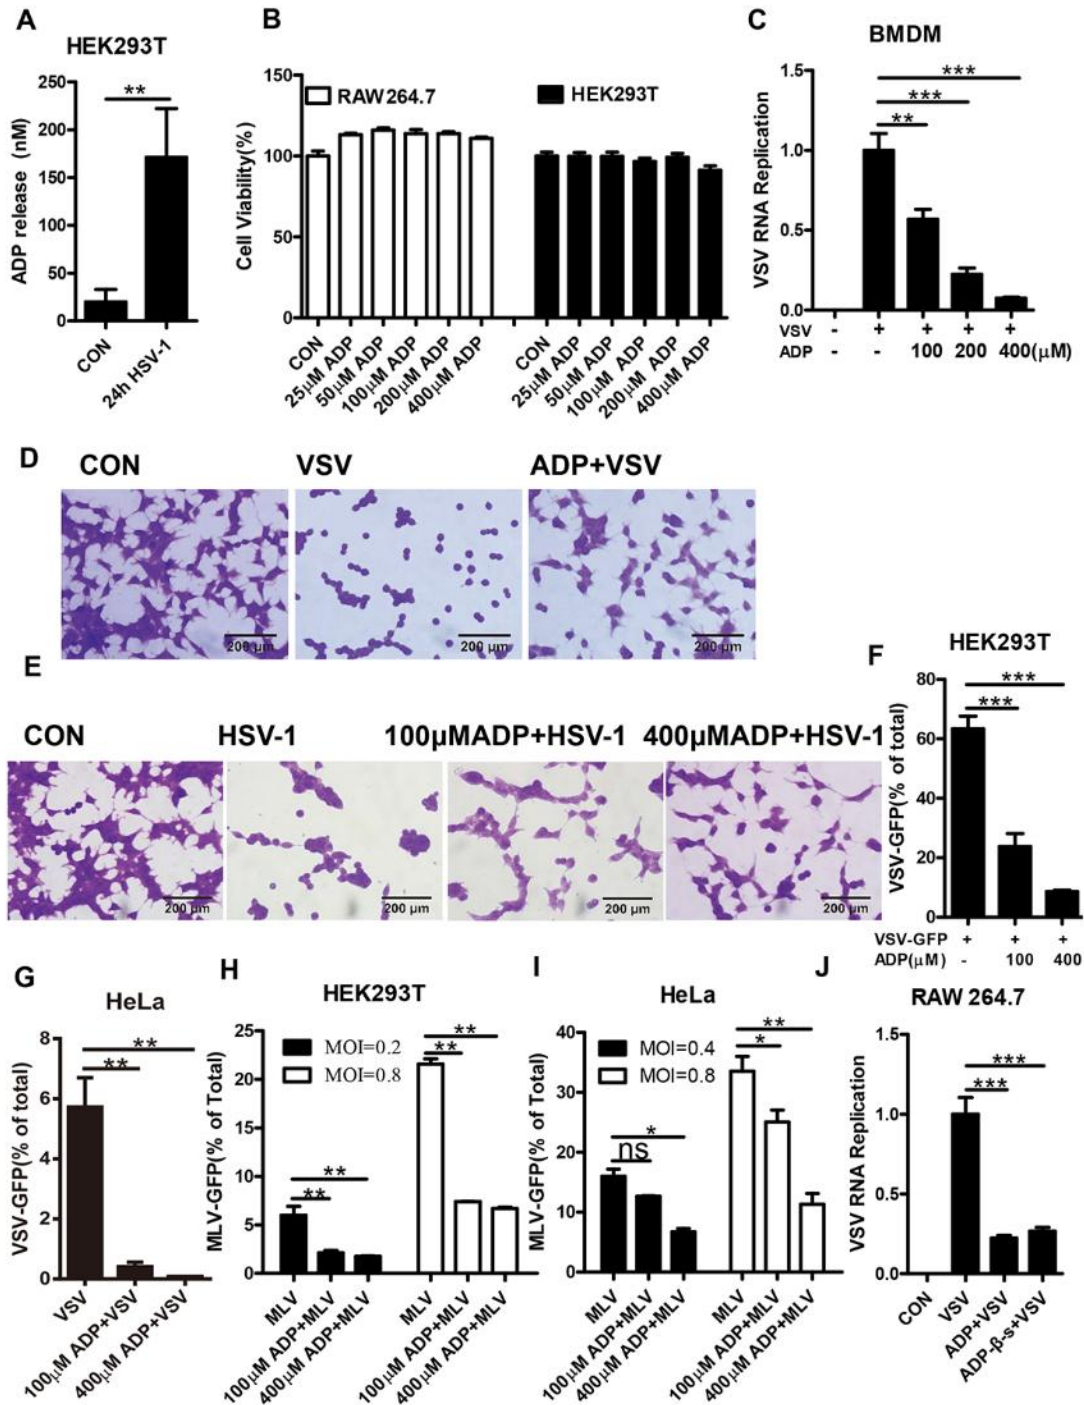 A
HEK293T
ADP release (nM)
250
200
150
100
50
0
**
CON
24h HSV-1
B
Cell Viability(%)
150
100
50
0
RAW264.7
HEK293T
CON
25μM ADP
50μM ADP
100μM ADP
200μM ADP
400μM ADP
CON
25μM ADP
50μM ADP
100μM ADP
200μM ADP
400μM ADP
C
BMDM
VSV RNA Replication
1.5
1.0
0.5
0.0
***
***
**
VSV - + + + +
ADP - - 100 200 400(μM)
D
CON
VSV
ADP+VSV
200 μm
200 μm
200 μm
E
CON
HSV-1
100μMADP+HSV-1
400μMADP+HSV-1
200 μm
200 μm
200 μm
200 μm
F
HEK293T
VSV-GFP(% of total)
80
60
40
20
0
***
***
VSV-GFP + + +
ADP(μM) - 100 400
G
HeLa
VSV-GFP(% of total)
8
6
4
2
0
**
**
VSV
100μM ADP+VSV
400μM ADP+VSV
H
HEK293T
MLV-GFP(% of Total)
25
20
15
10
5
0
MOI=0.2
MOI=0.8
**
**
**
**
MLV
100μM ADP+MLV
400μM ADP+MLV
MLV
100μM ADP+MLV
400μM ADP+MLV
I
HeLa
MLV-GFP(% of Total)
40
30
20
10
0
MOI=0.4
MOI=0.8
*
ns
**
*
MLV
100μM ADP+MLV
400μM ADP+MLV
MLV
100μM ADP+MLV
400μM ADP+MLV
J
RAW 264.7
VSV RNA Replication
1.5
1.0
0.5
0.0
***
***
CON
VSV
ADP+VSV
ADP-β-s+VSV